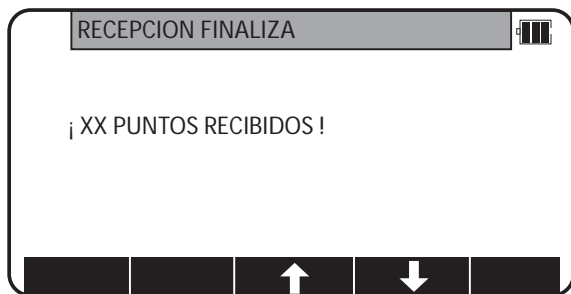 RECEPCION FINALIZA
¡ XX PUNTOS RECIBIDOS !